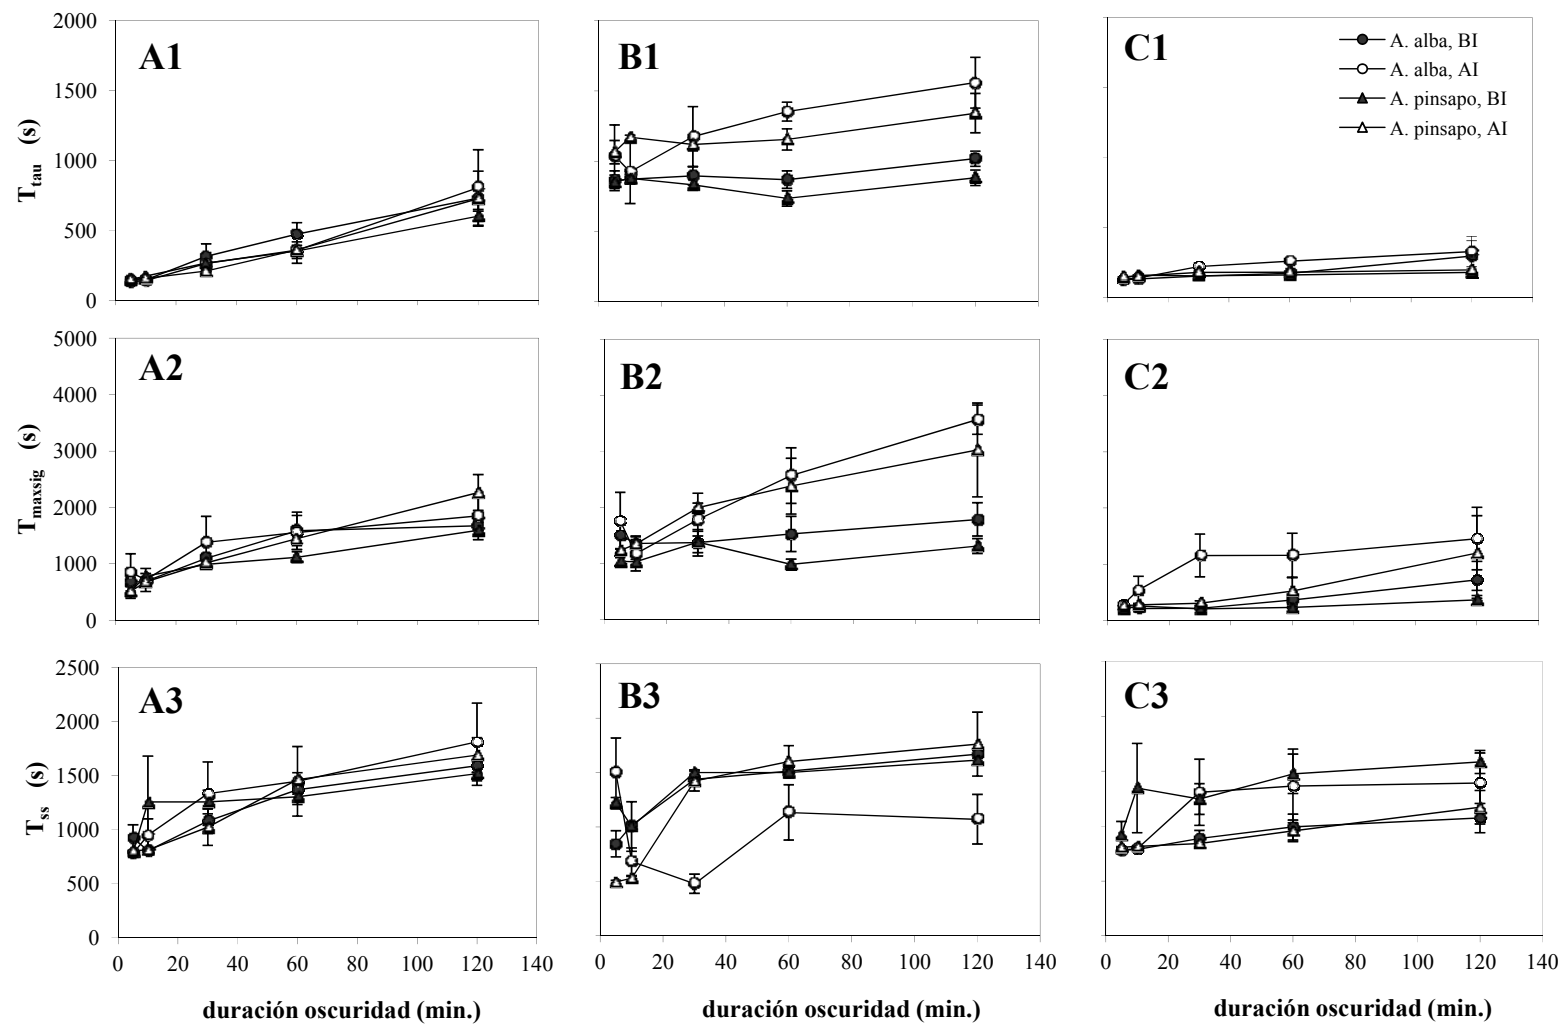 A1
B1
C1
A. alba, BI
A. alba, AI
A. pinsapo, BI
A. pinsapo, AI
2000
1500
1000
500
0
T_tau (s)
0 20 40 60 80 100 120 140
A2
B2
C2
5000
4000
3000
2000
1000
0
T_maxsig (s)
A3
B3
C3
2500
2000
1500
1000
500
0
T_ss (s)
0 20 40 60 80 100 120 140
0 20 40 60 80 100 120 140
duración oscuridad (min.)
duración oscuridad (min.)
duración oscuridad (min.)